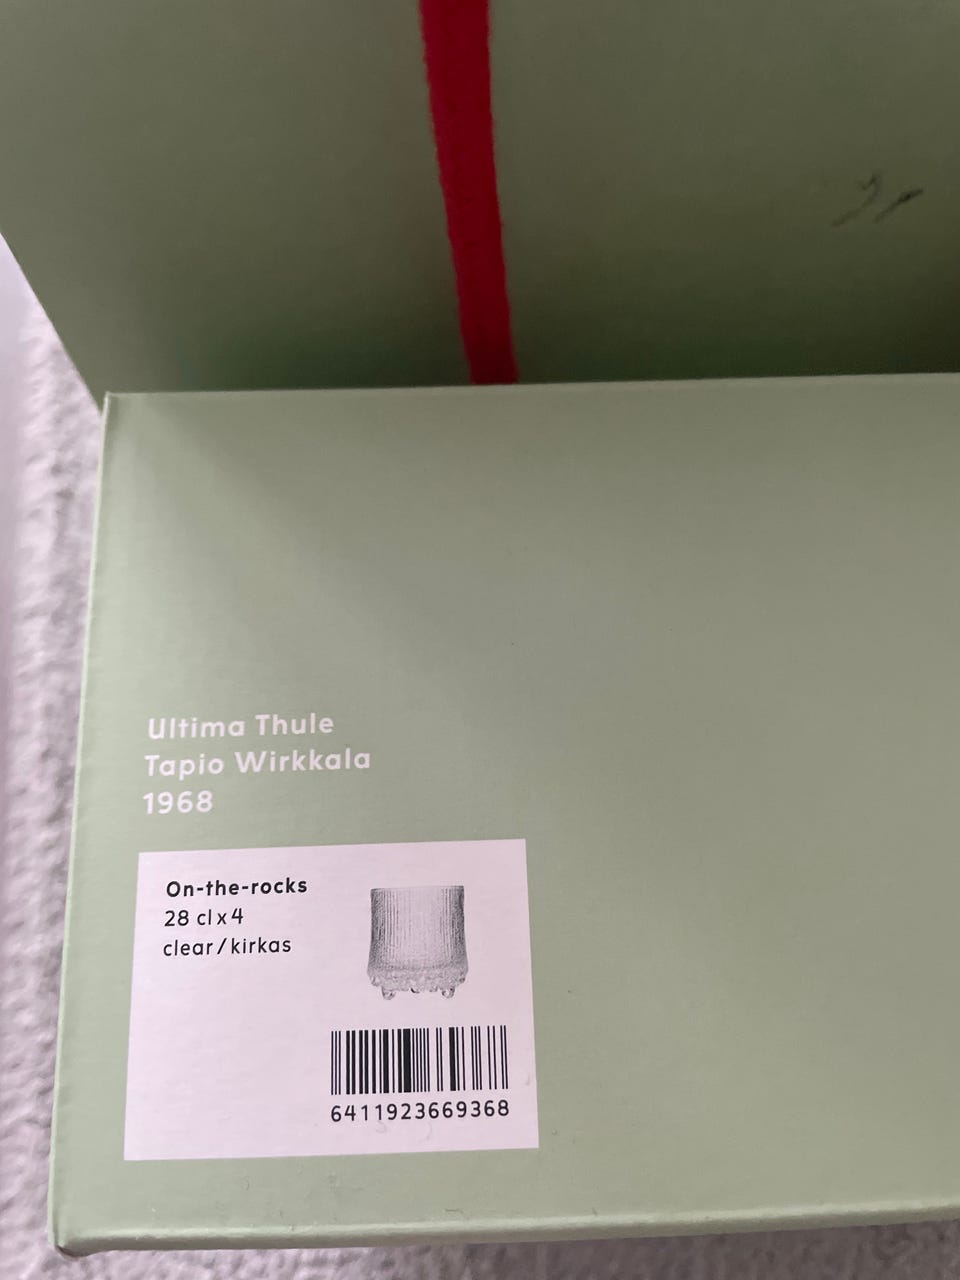 Ultima Thule
Tapio Wirkkala
1968
On-the-rocks
28 cl x 4
clear/kirkas
6411923669368